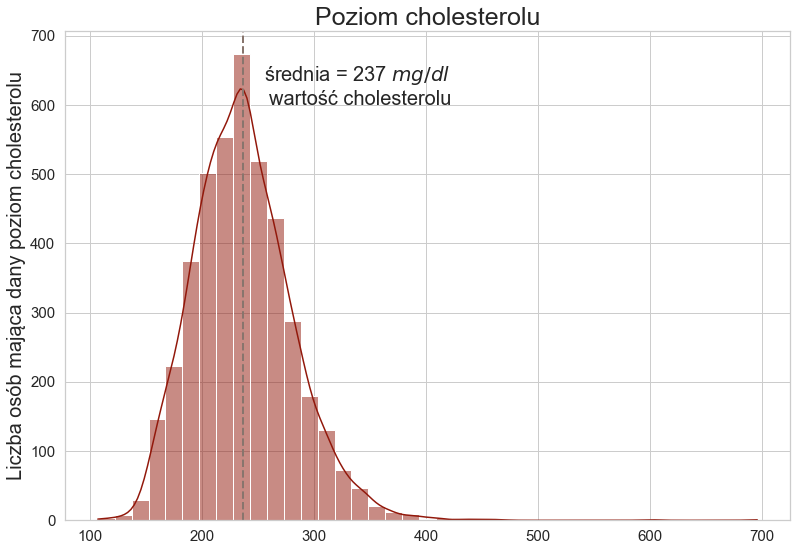 Poziom cholesterolu
średnia = 237 mg/dl
wartość cholesterolu
Liczba osób mająca dany poziom cholesterolu
700
600
500
400
300
200
100
0
100 200 300 400 500 600 700